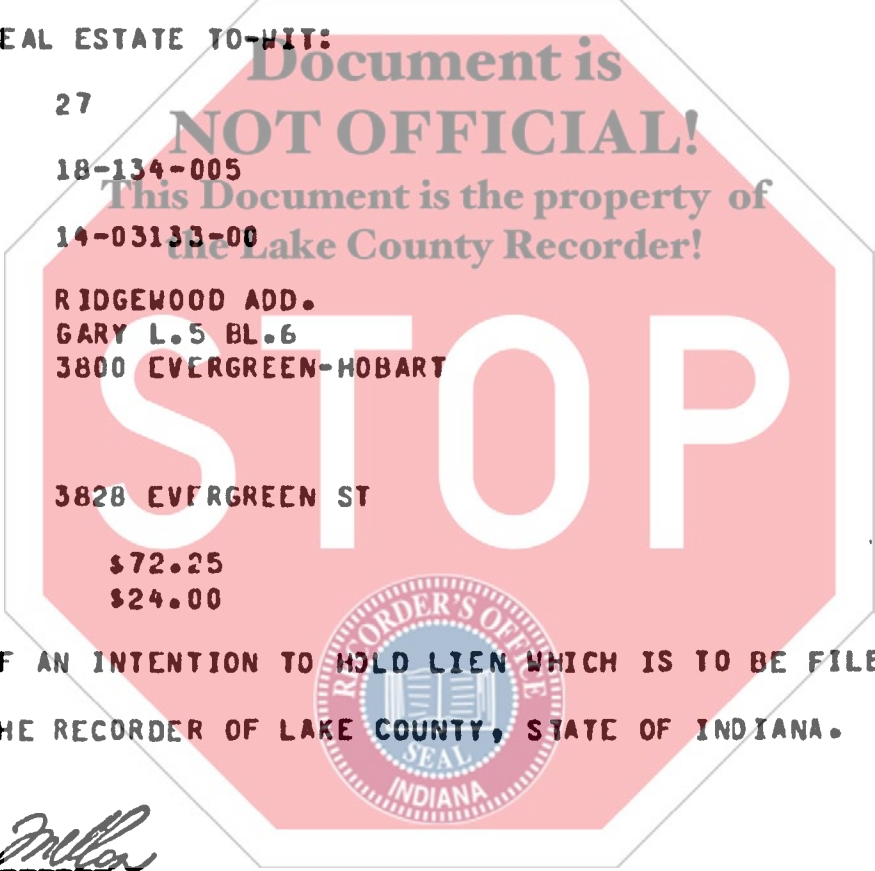 EAL ESTATE TO-WIT:
Document is
27
NOT OFFICIAL!
18-134-005
This Document is the property of
14-03133-00
the Lake County Recorder!
RIDGEWOOD ADD.
GARY L.5 BL.6
3800 EVERGREEN-HOBART
STOP
3828 EVERGREEN ST
$72.25
$24.00
RECORDER'S OFFICE
F AN INTENTION TO HOLD LIEN WHICH IS TO BE FILE
HE RECORDER OF LAKE COUNTY, STATE OF INDIANA.
SEAL
INDIANA